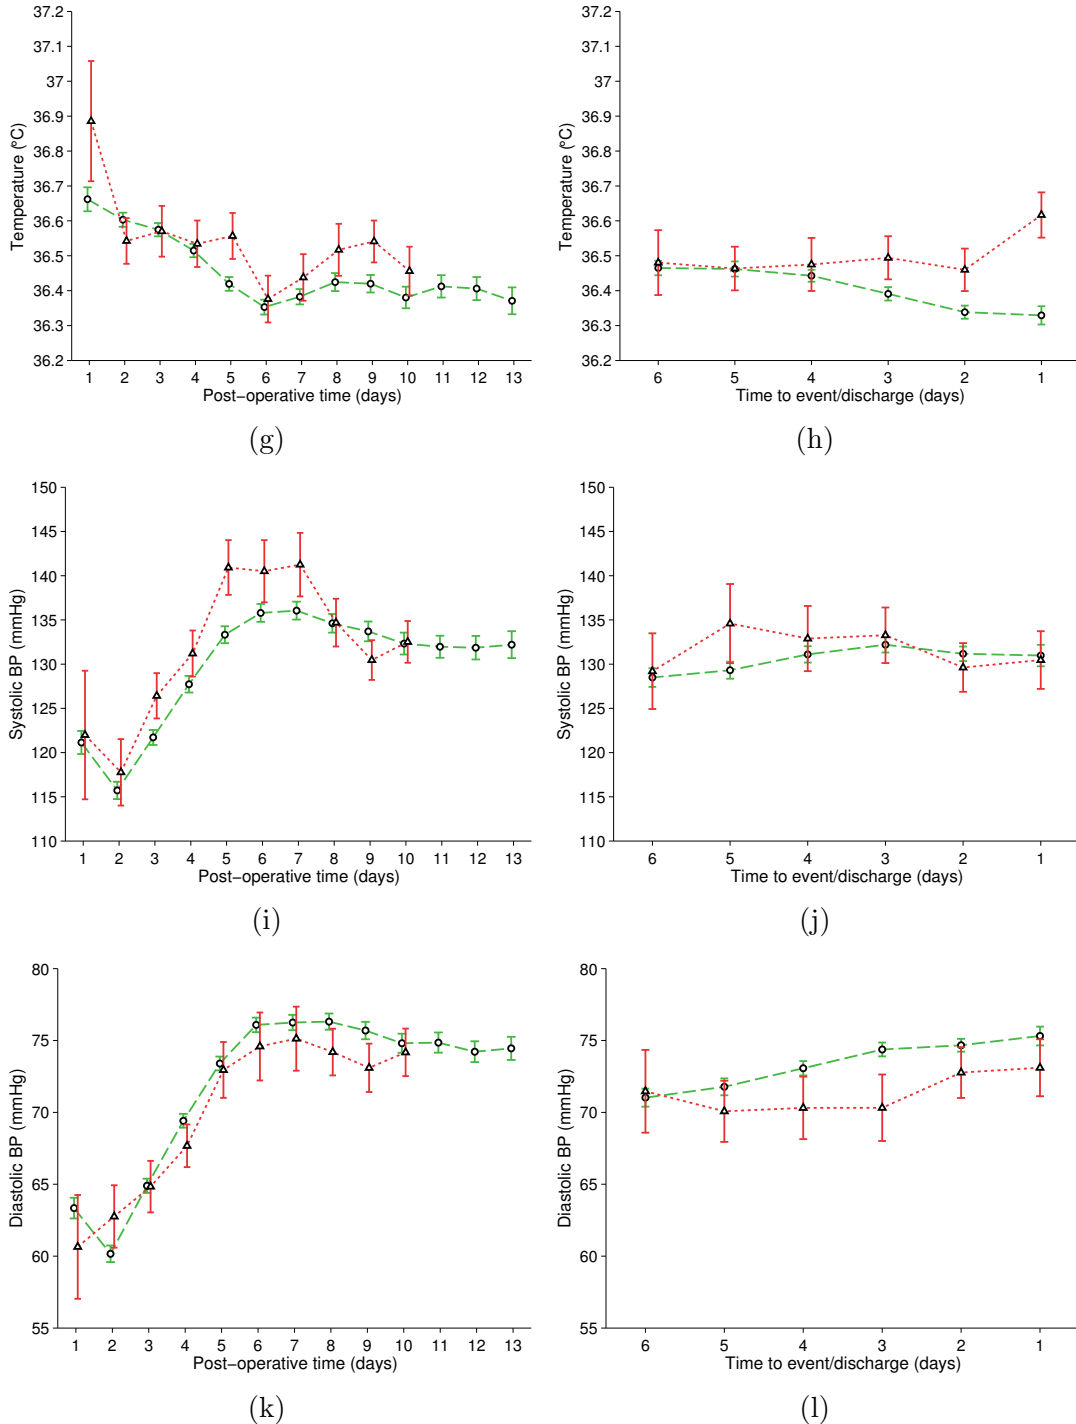 37.2
37.1
37
36.9
36.8
36.7
36.6
36.5
36.4
36.3
36.2
Temperature (ºC)
1 2 3 4 5 6 7 8 9 10 11 12 13
Post−operative time (days)
(g)
37.2
37.1
37
36.9
36.8
36.7
36.6
36.5
36.4
36.3
36.2
Temperature (ºC)
6 5 4 3 2 1
Time to event/discharge (days)
(h)
150
145
140
135
130
125
120
115
110
Systolic BP (mmHg)
1 2 3 4 5 6 7 8 9 10 11 12 13
Post−operative time (days)
(i)
150
145
140
135
130
125
120
115
110
Systolic BP (mmHg)
6 5 4 3 2 1
Time to event/discharge (days)
(j)
80
75
70
65
60
55
Diastolic BP (mmHg)
1 2 3 4 5 6 7 8 9 10 11 12 13
Post−operative time (days)
(k)
80
75
70
65
60
55
Diastolic BP (mmHg)
6 5 4 3 2 1
Time to event/discharge (days)
(l)